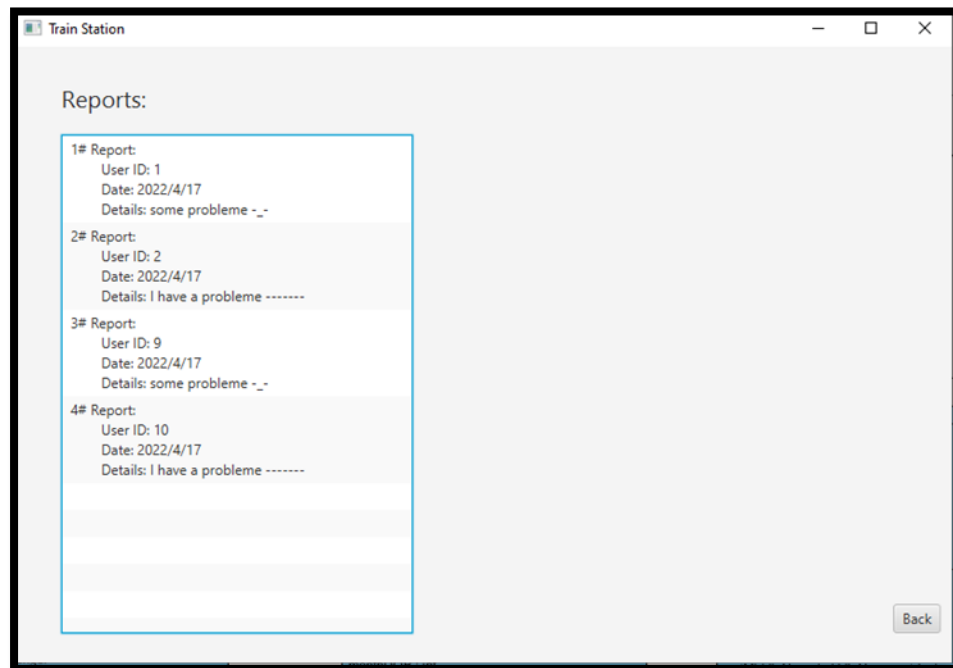 Train Station
Reports:
1# Report:
User ID: 1
Date: 2022/4/17
Details: some probleme -_-
2# Report:
User ID: 2
Date: 2022/4/17
Details: I have a probleme -------
3# Report:
User ID: 9
Date: 2022/4/17
Details: some probleme -_-
4# Report:
User ID: 10
Date: 2022/4/17
Details: I have a probleme -------
Back